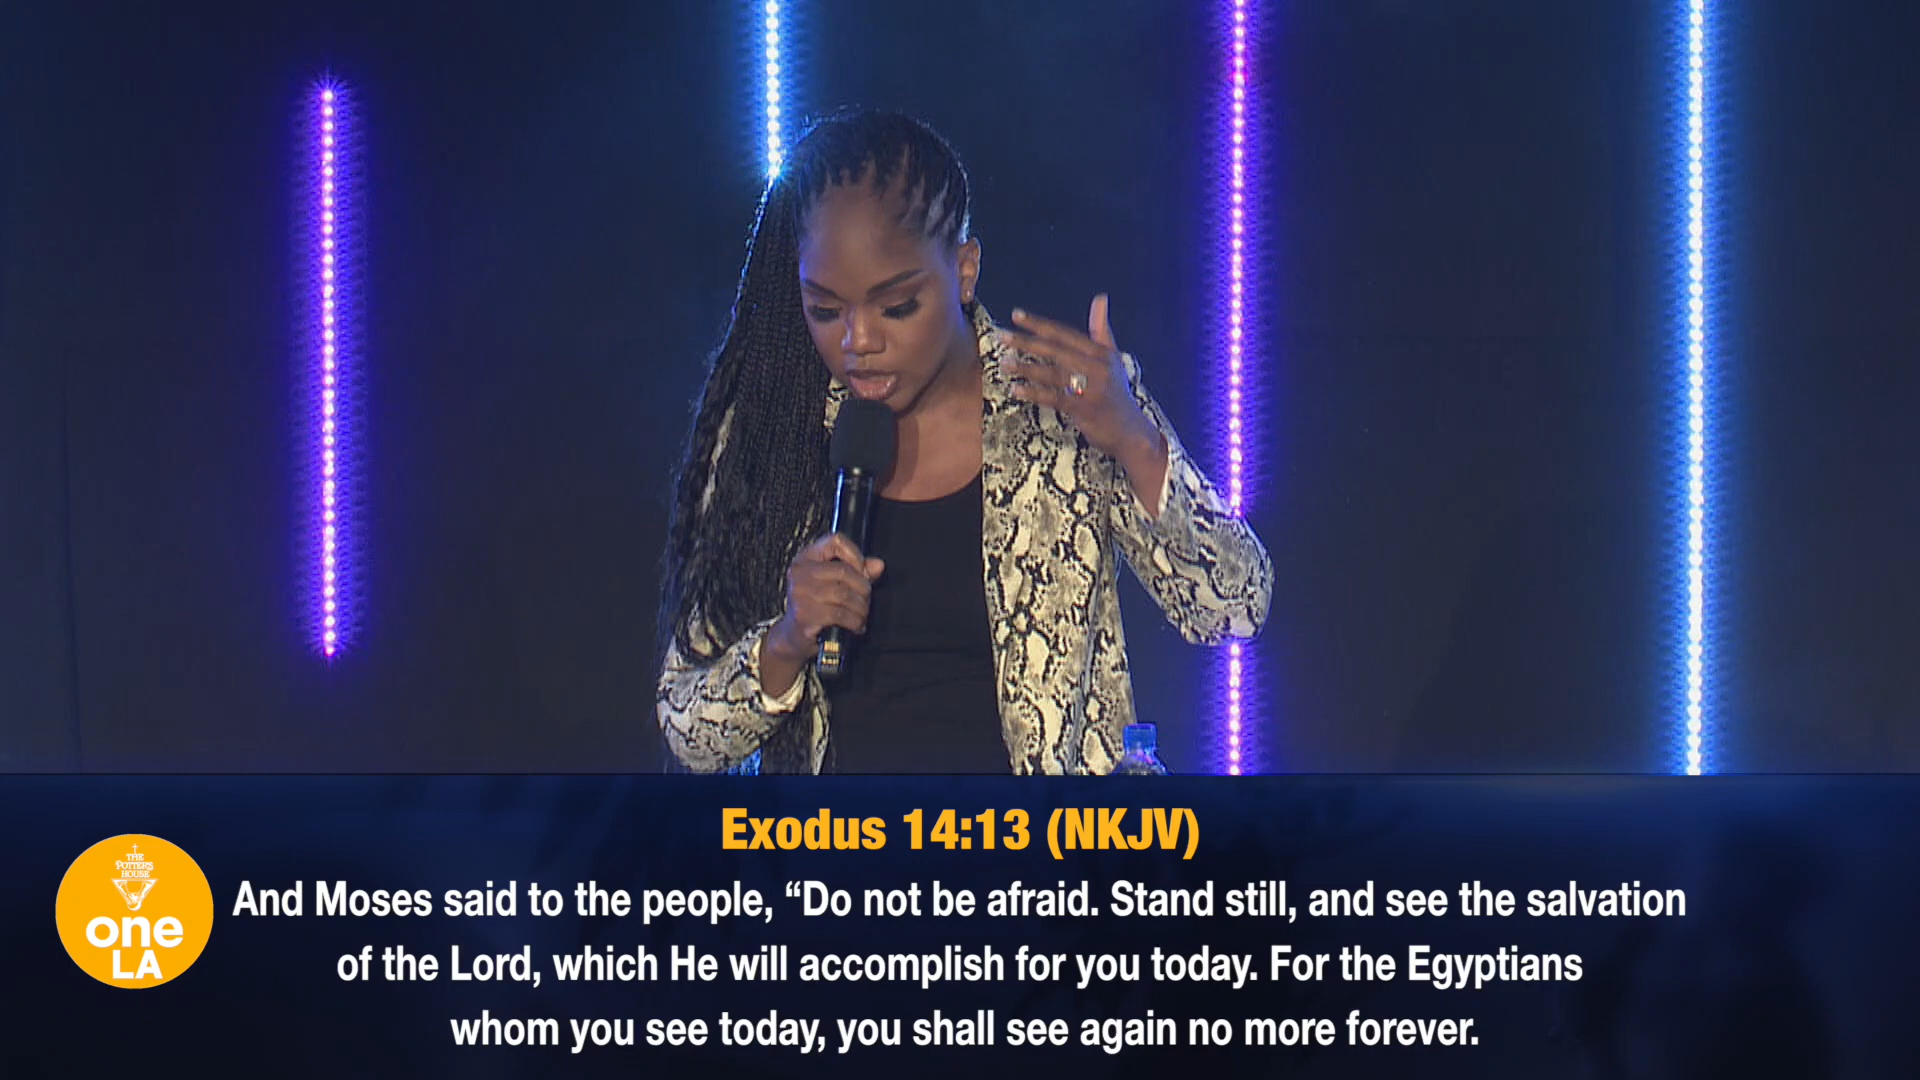 Exodus 14:13 (NKJV)
And Moses said to the people, “Do not be afraid. Stand still, and see the salvation
of the Lord, which He will accomplish for you today. For the Egyptians
whom you see today, you shall see again no more forever.
THE
POTTER'S
HOUSE
one
LA